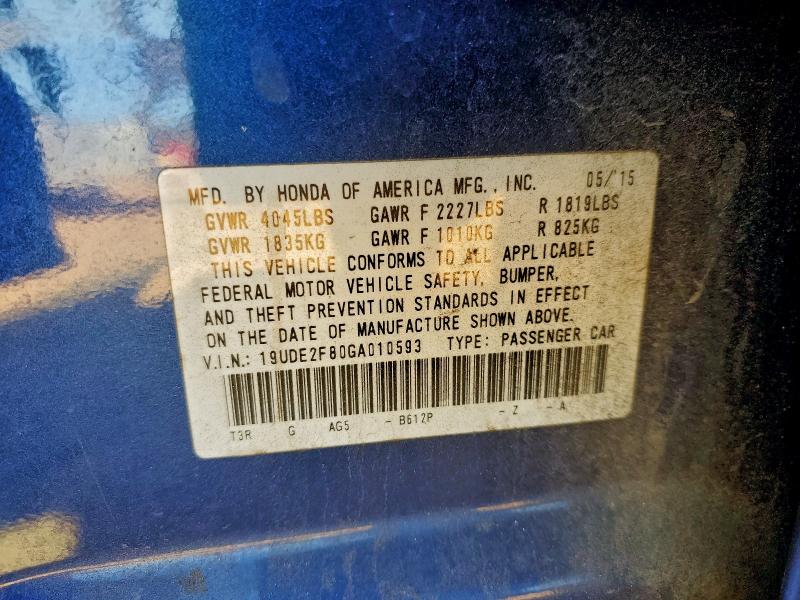 MFD. BY HONDA OF AMERICA MFG., INC. 05/'15
GVWR 4045LBS GAWR F 2227LBS R 1819LBS
GVWR 1835KG GAWR F 1010KG R 825KG
THIS VEHICLE CONFORMS TO ALL APPLICABLE
FEDERAL MOTOR VEHICLE SAFETY, BUMPER,
AND THEFT PREVENTION STANDARDS IN EFFECT
ON THE DATE OF MANUFACTURE SHOWN ABOVE.
V.I.N.: 19UDE2F80GA010593 TYPE: PASSENGER CAR
T3R G AG5 - B612P - Z - A